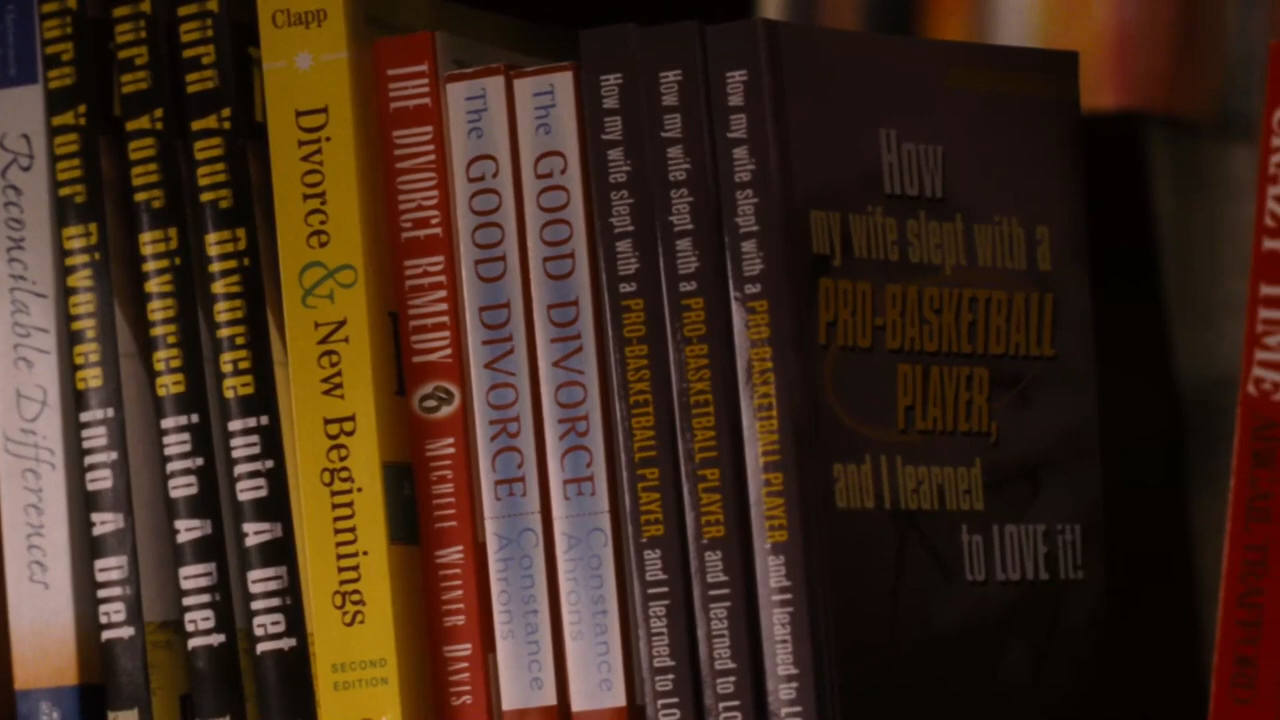 Reconcilable Differences
Turn Your Divorce into A Diet
Turn Your Divorce into A Diet
Turn Your Divorce into A Diet
Clapp
Divorce & New Beginnings
SECOND
EDITION
THE DIVORCE REMEDY MICHELE WEINER DAVIS
The GOOD DIVORCE Constance
Ahrons
The GOOD DIVORCE Constance
Ahrons
How my wife slept with a PRO-BASKETBALL PLAYER, and I learned to LO
How my wife slept with a PRO-BASKETBALL PLAYER, and I learned to LO
How my wife slept with a PRO-BASKETBALL PLAYER, and I learned to L
How
my wife slept with a
PRO-BASKETBALL
PLAYER,
and I learned
to LOVE it!
TIME